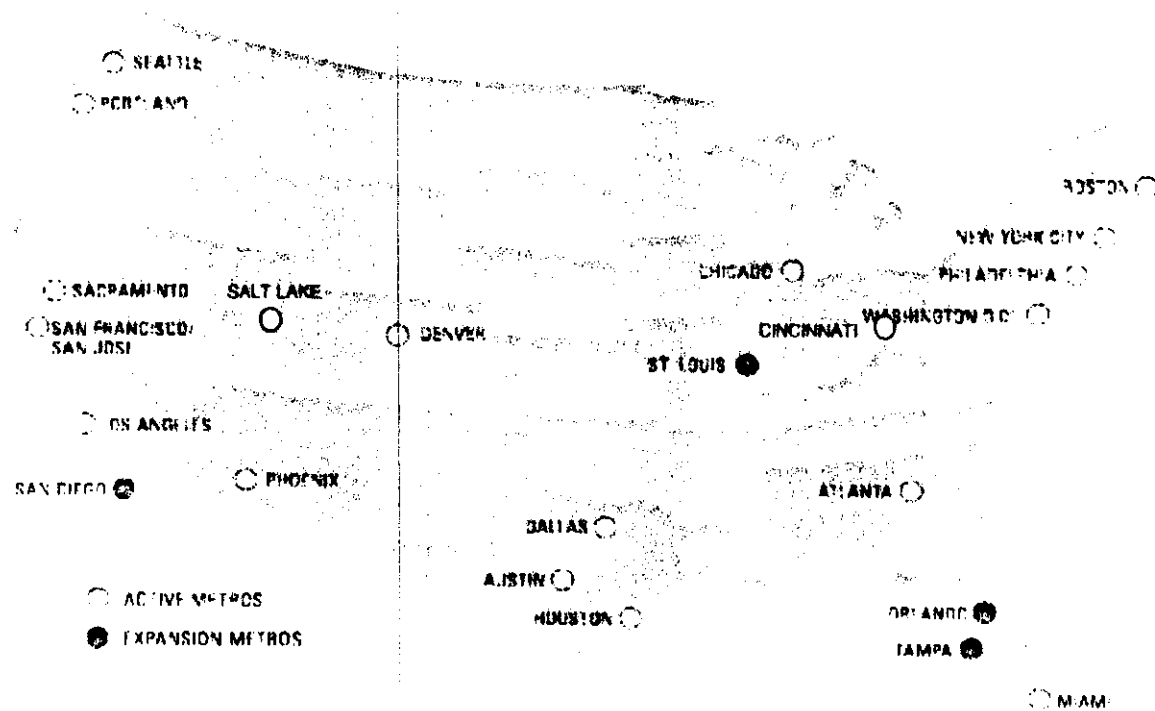 SEATTLE
PORTLAND
BOSTON
NEW YORK CITY
CHICAGO
PHILADELPHIA
SACRAMENTO
SALT LAKE
SAN FRANCISCO/
SAN JOSE
DENVER
CINCINNATI
WASHINGTON D.C.
ST. LOUIS
LOS ANGELES
PHOENIX
SAN DIEGO
ATLANTA
DALLAS
AUSTIN
HOUSTON
ACTIVE METROS
EXPANSION METROS
ORLANDO
TAMPA
MIAMI